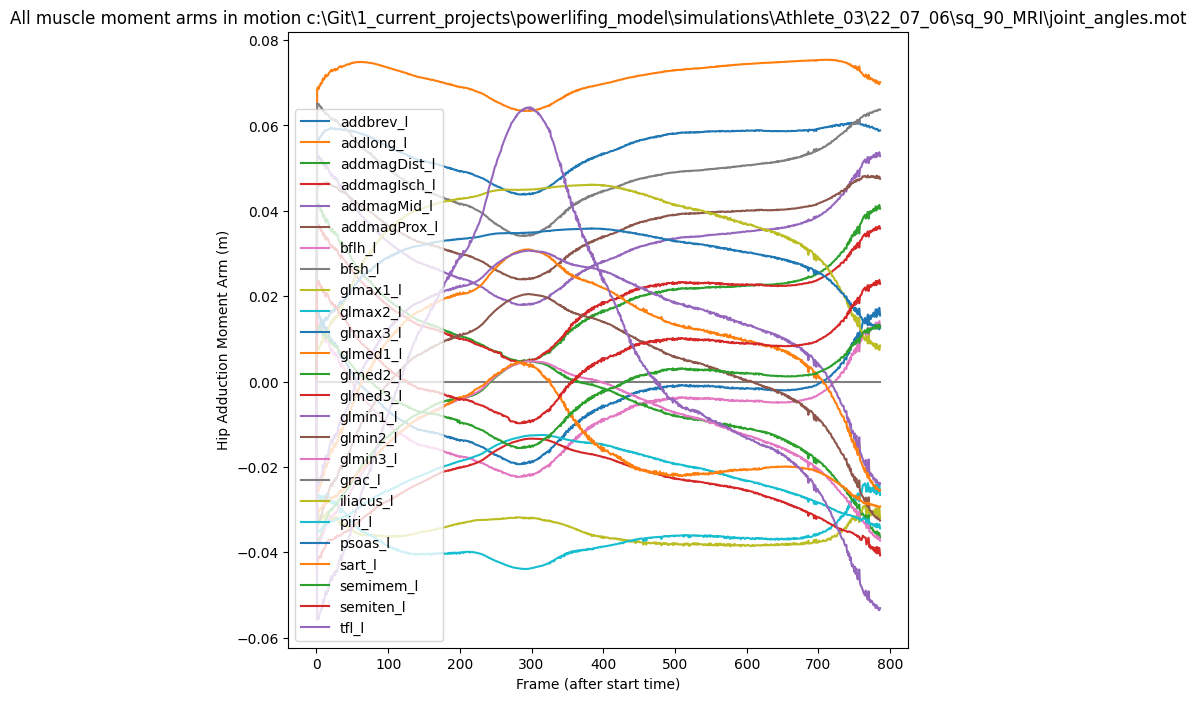 All muscle moment arms in motion c:\Git\1_current_projects\powerlifing_model\simulations\Athlete_03\22_07_06\sq_90_MRI\joint_angles.mot
0.08
0.06
0.04
0.02
0.00
−0.02
−0.04
−0.06
Hip Adduction Moment Arm (m)
addbrev_l
addlong_l
addmagDist_l
addmagIsch_l
addmagMid_l
addmagProx_l
bflh_l
bfsh_l
glmax1_l
glmax2_l
glmax3_l
glmed1_l
glmed2_l
glmed3_l
glmin1_l
glmin2_l
glmin3_l
grac_l
iliacus_l
piri_l
psoas_l
sart_l
semimem_l
semiten_l
tfl_l
0 100 200 300 400 500 600 700 800
Frame (after start time)